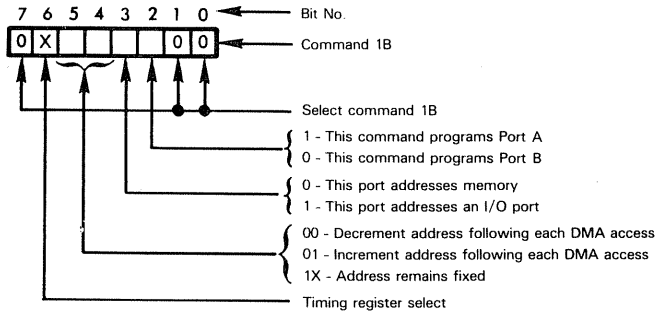 7 6 5 4 3 2 1 0 Bit No.
0 X 0 0 Command 1B
Select command 1B
1 - This command programs Port A
0 - This command programs Port B
0 - This port addresses memory
1 - This port addresses an I/O port
00 - Decrement address following each DMA access
01 - Increment address following each DMA access
1X - Address remains fixed
Timing register select